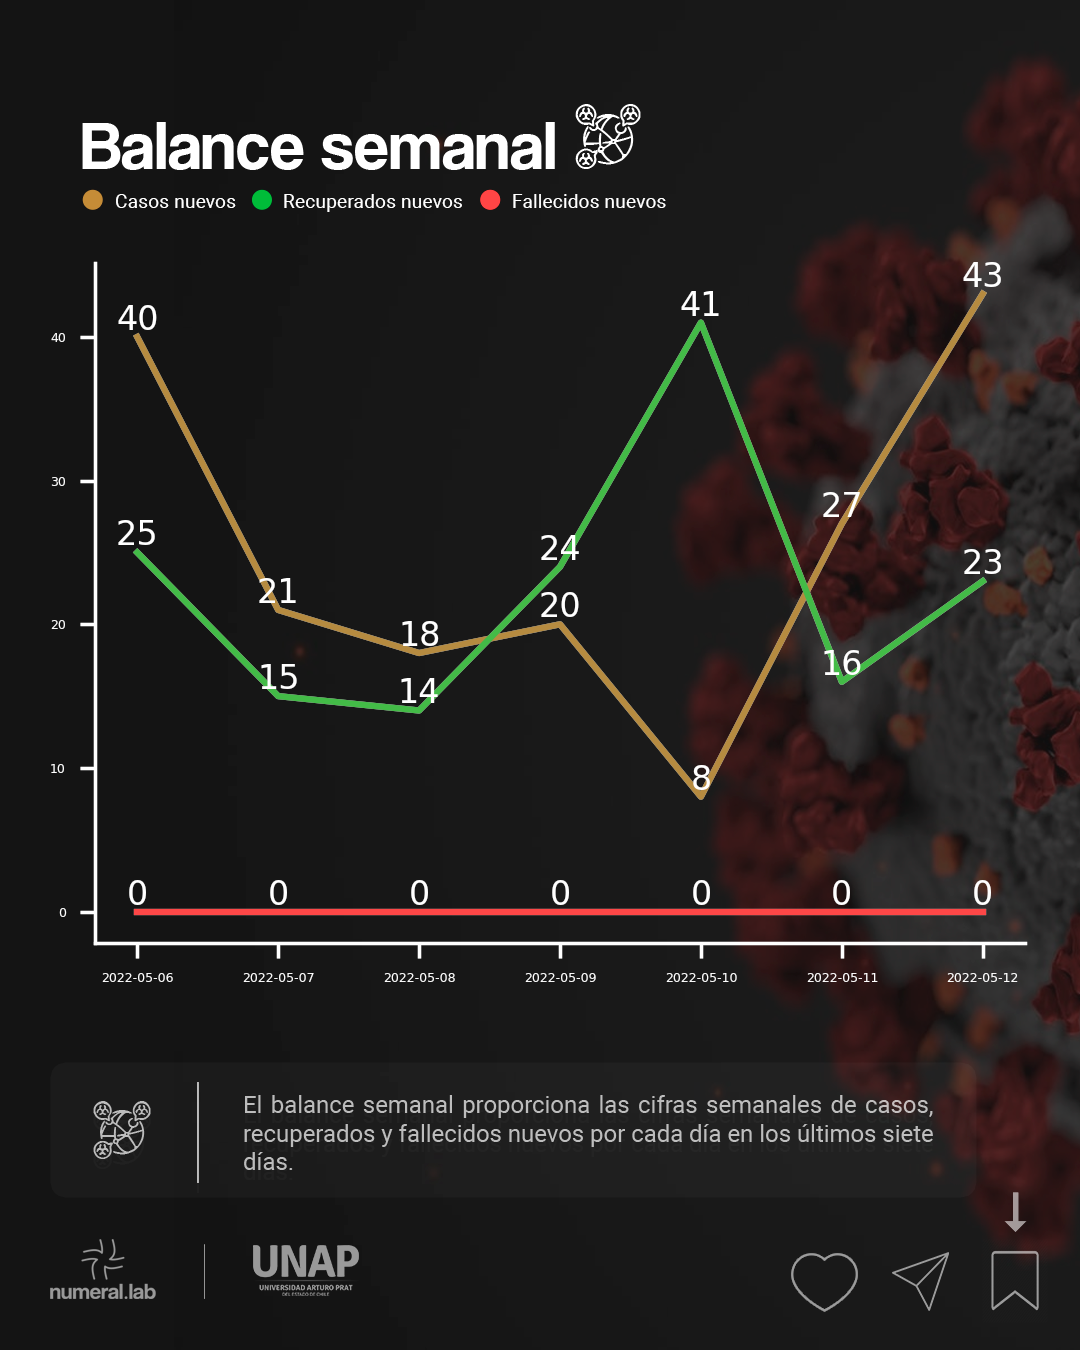 Balance semanal
Casos nuevos Recuperados nuevos Fallecidos nuevos
43
40
41
40
30
27
25
24
23
21
20
20
18
16
15
14
10
8
0 0 0 0 0 0 0
0
2022-05-06 2022-05-07 2022-05-08 2022-05-09 2022-05-10 2022-05-11 2022-05-12
El balance semanal proporciona las cifras semanales de casos,
recuperados y fallecidos nuevos por cada día en los últimos siete
días.
numeral.lab
UNAP
UNIVERSIDAD ARTURO PRAT
DEL ESTADO DE CHILE